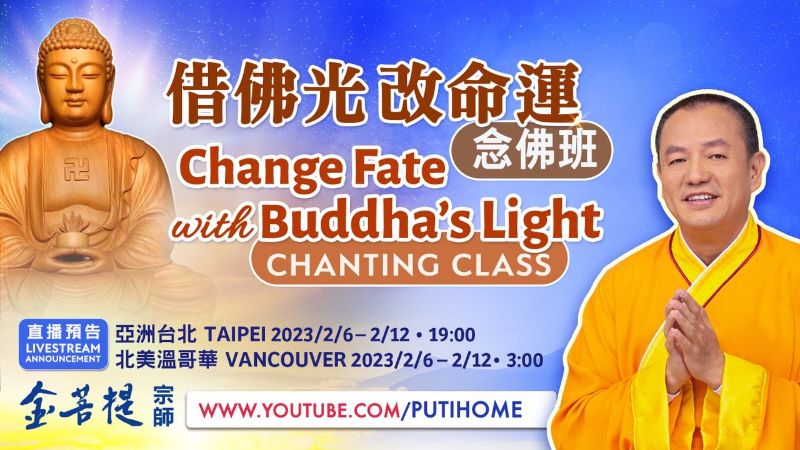 借佛光改命運
念佛班
Change Fate
with Buddha's Light
CHANTING CLASS
直播預告
LIVESTREAM
ANNOUNCEMENT
亞洲台北 TAIPEI 2023/2/6–2/12 • 19:00
北美溫哥華 VANCOUVER 2023/2/6–2/12 • 3:00
金菩提
宗師
WWW.YOUTUBE.COM/PUTIHOME
卍